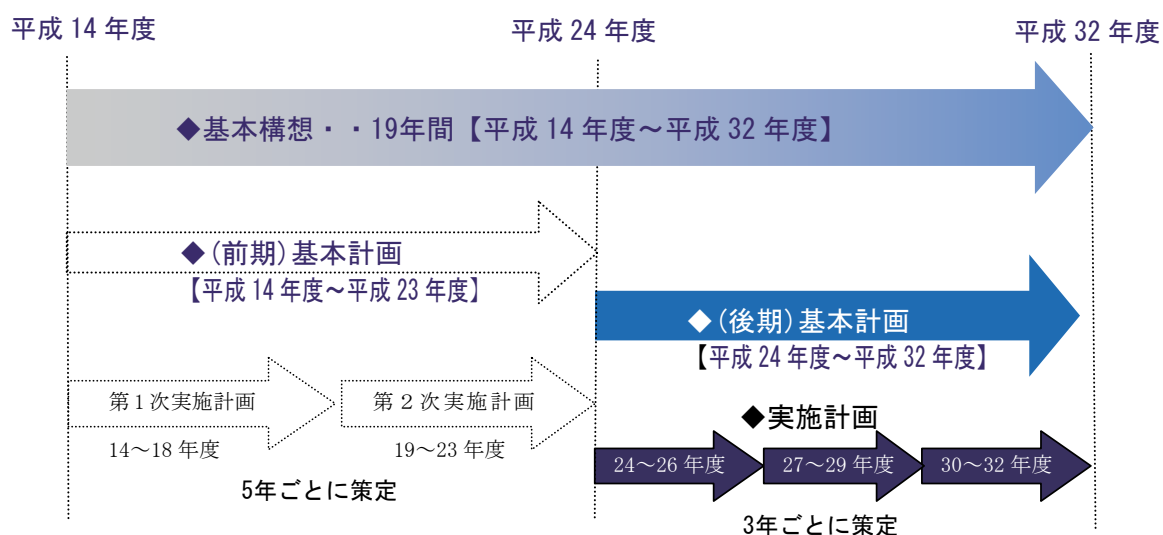 平成 14 年度
平成 24 年度
平成 32 年度
◆基本構想・・19年間【平成 14 年度～平成 32 年度】
◆(前期)基本計画
【平成 14 年度～平成 23 年度】
◆(後期)基本計画
【平成 24 年度～平成 32 年度】
第１次実施計画
第２次実施計画
14～18 年度
19～23 年度
5年ごとに策定
◆実施計画
24～26 年度
27～29 年度
30～32 年度
3年ごとに策定